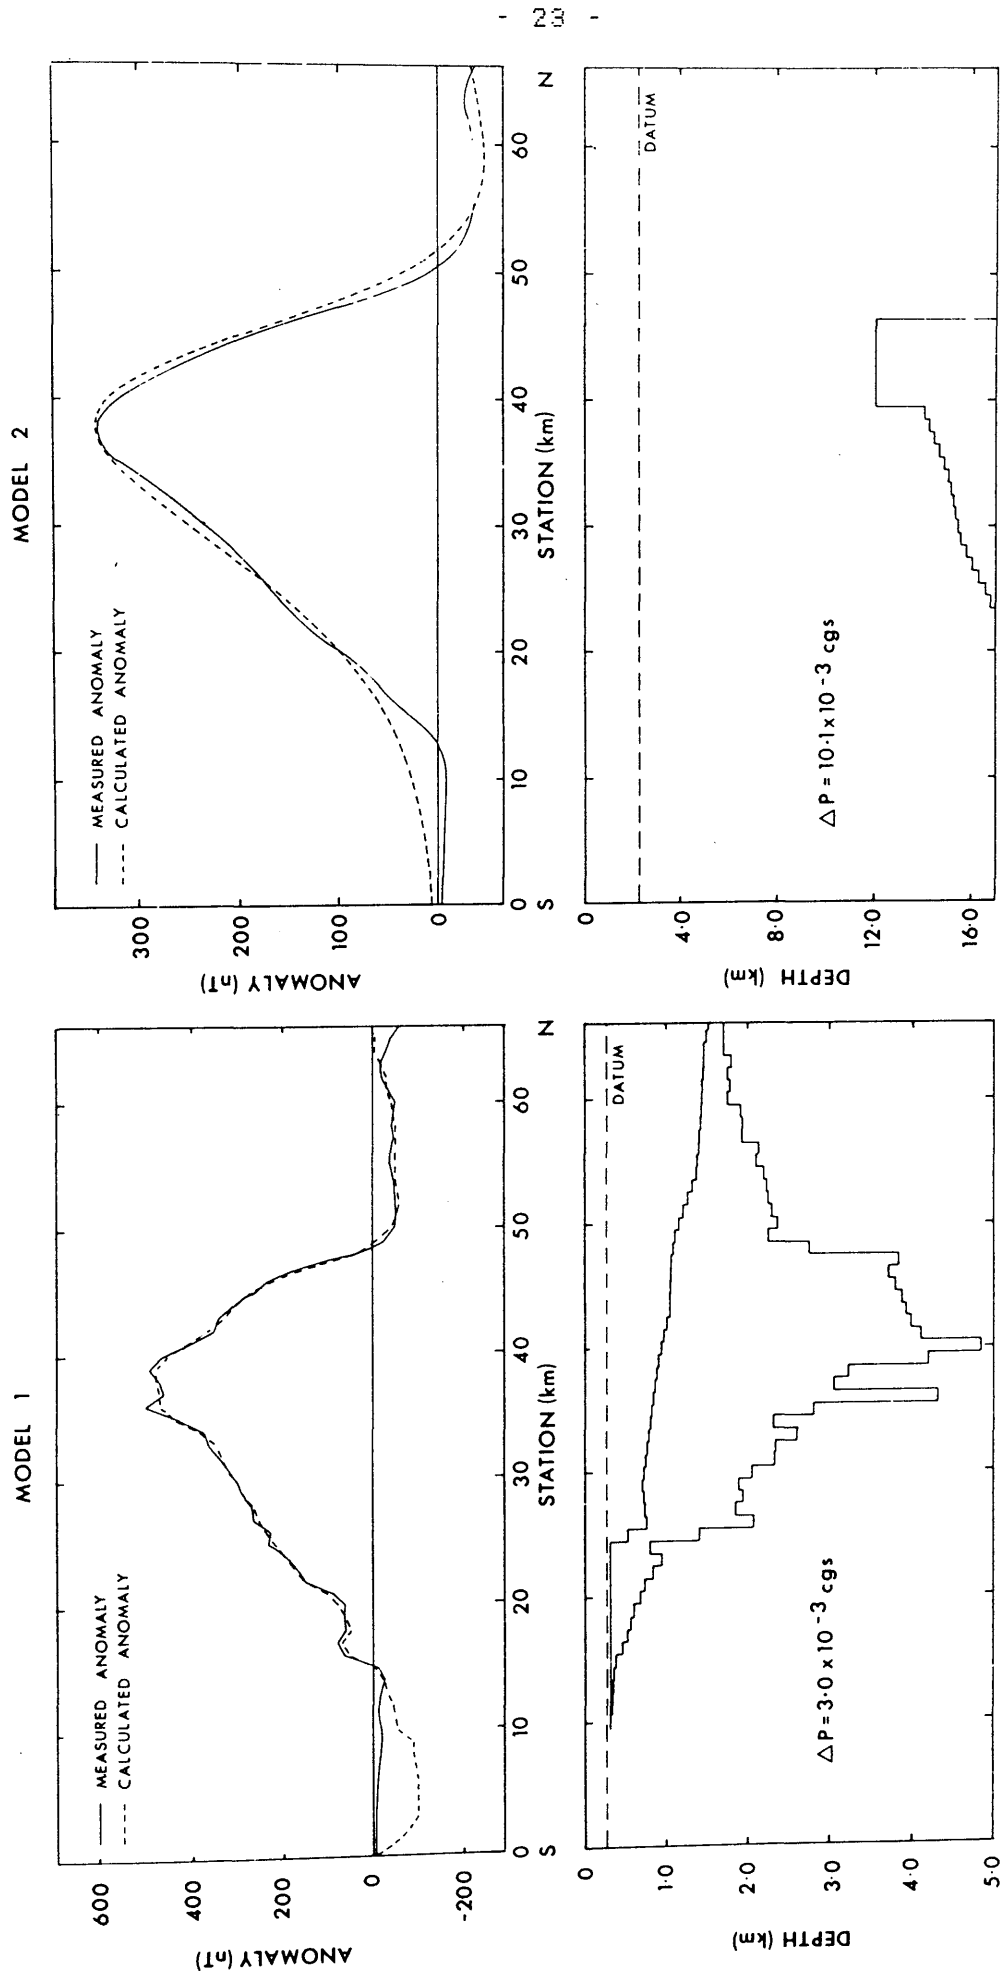 - 23 -
MODEL 1
MEASURED ANOMALY
CALCULATED ANOMALY
ANOMALY (nT)
600
400
200
0
-200
0 10 20 30 40 50 60
S STATION (km) N
DATUM
DEPTH (km)
0
1·0
2·0
3·0
4·0
5·0
△P = 3·0 x 10⁻³ cgs
MODEL 2
MEASURED ANOMALY
CALCULATED ANOMALY
ANOMALY (nT)
300
200
100
0
0 10 20 30 40 50 60
S STATION (km) N
DATUM
DEPTH (km)
0
4·0
8·0
12·0
16·0
△P = 10·1x10⁻³ cgs